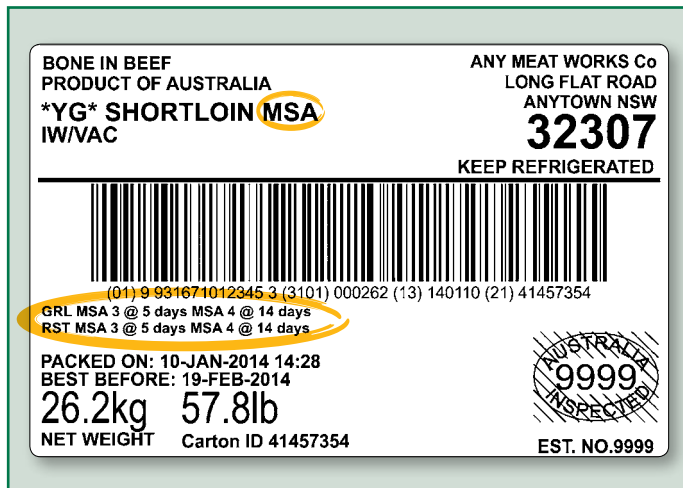 BONE IN BEEF
PRODUCT OF AUSTRALIA
*YG* SHORTLOIN MSA
IW/VAC
ANY MEAT WORKS Co
LONG FLAT ROAD
ANYTOWN NSW
32307
KEEP REFRIGERATED
(01) 9 931671012345 3 (3101) 000262 (13) 140110 (21) 41457354
GRL MSA 3 @ 5 days MSA 4 @ 14 days
RST MSA 3 @ 5 days MSA 4 @ 14 days
PACKED ON: 10-JAN-2014 14:28
BEST BEFORE: 19-FEB-2014
26.2kg 57.8lb
NET WEIGHT Carton ID 41457354
AUSTRALIA
9999
INSPECTED
EST. NO.9999